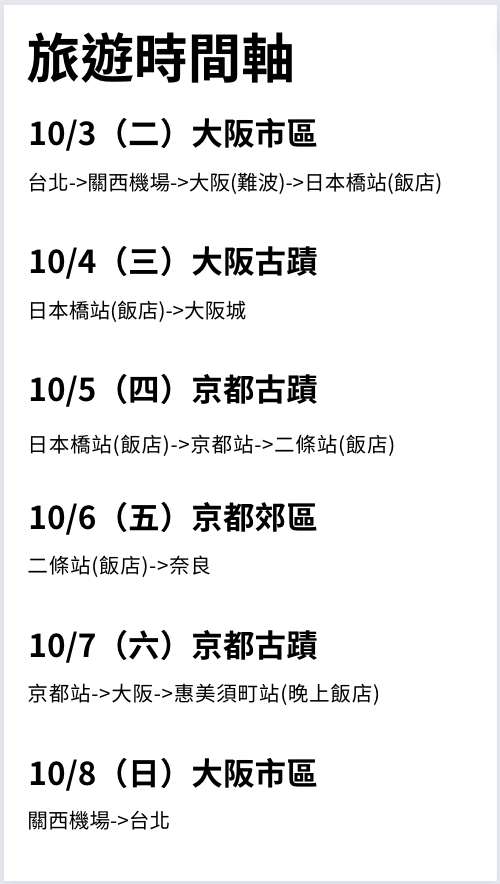 旅遊時間軸
10/3（二）大阪市區
台北->關西機場->大阪(難波)->日本橋站(飯店)
10/4（三）大阪古蹟
日本橋站(飯店)->大阪城
10/5（四）京都古蹟
日本橋站(飯店)->京都站->二條站(飯店)
10/6（五）京都郊區
二條站(飯店)->奈良
10/7（六）京都古蹟
京都站->大阪->惠美須町站(晚上飯店)
10/8（日）大阪市區
關西機場->台北